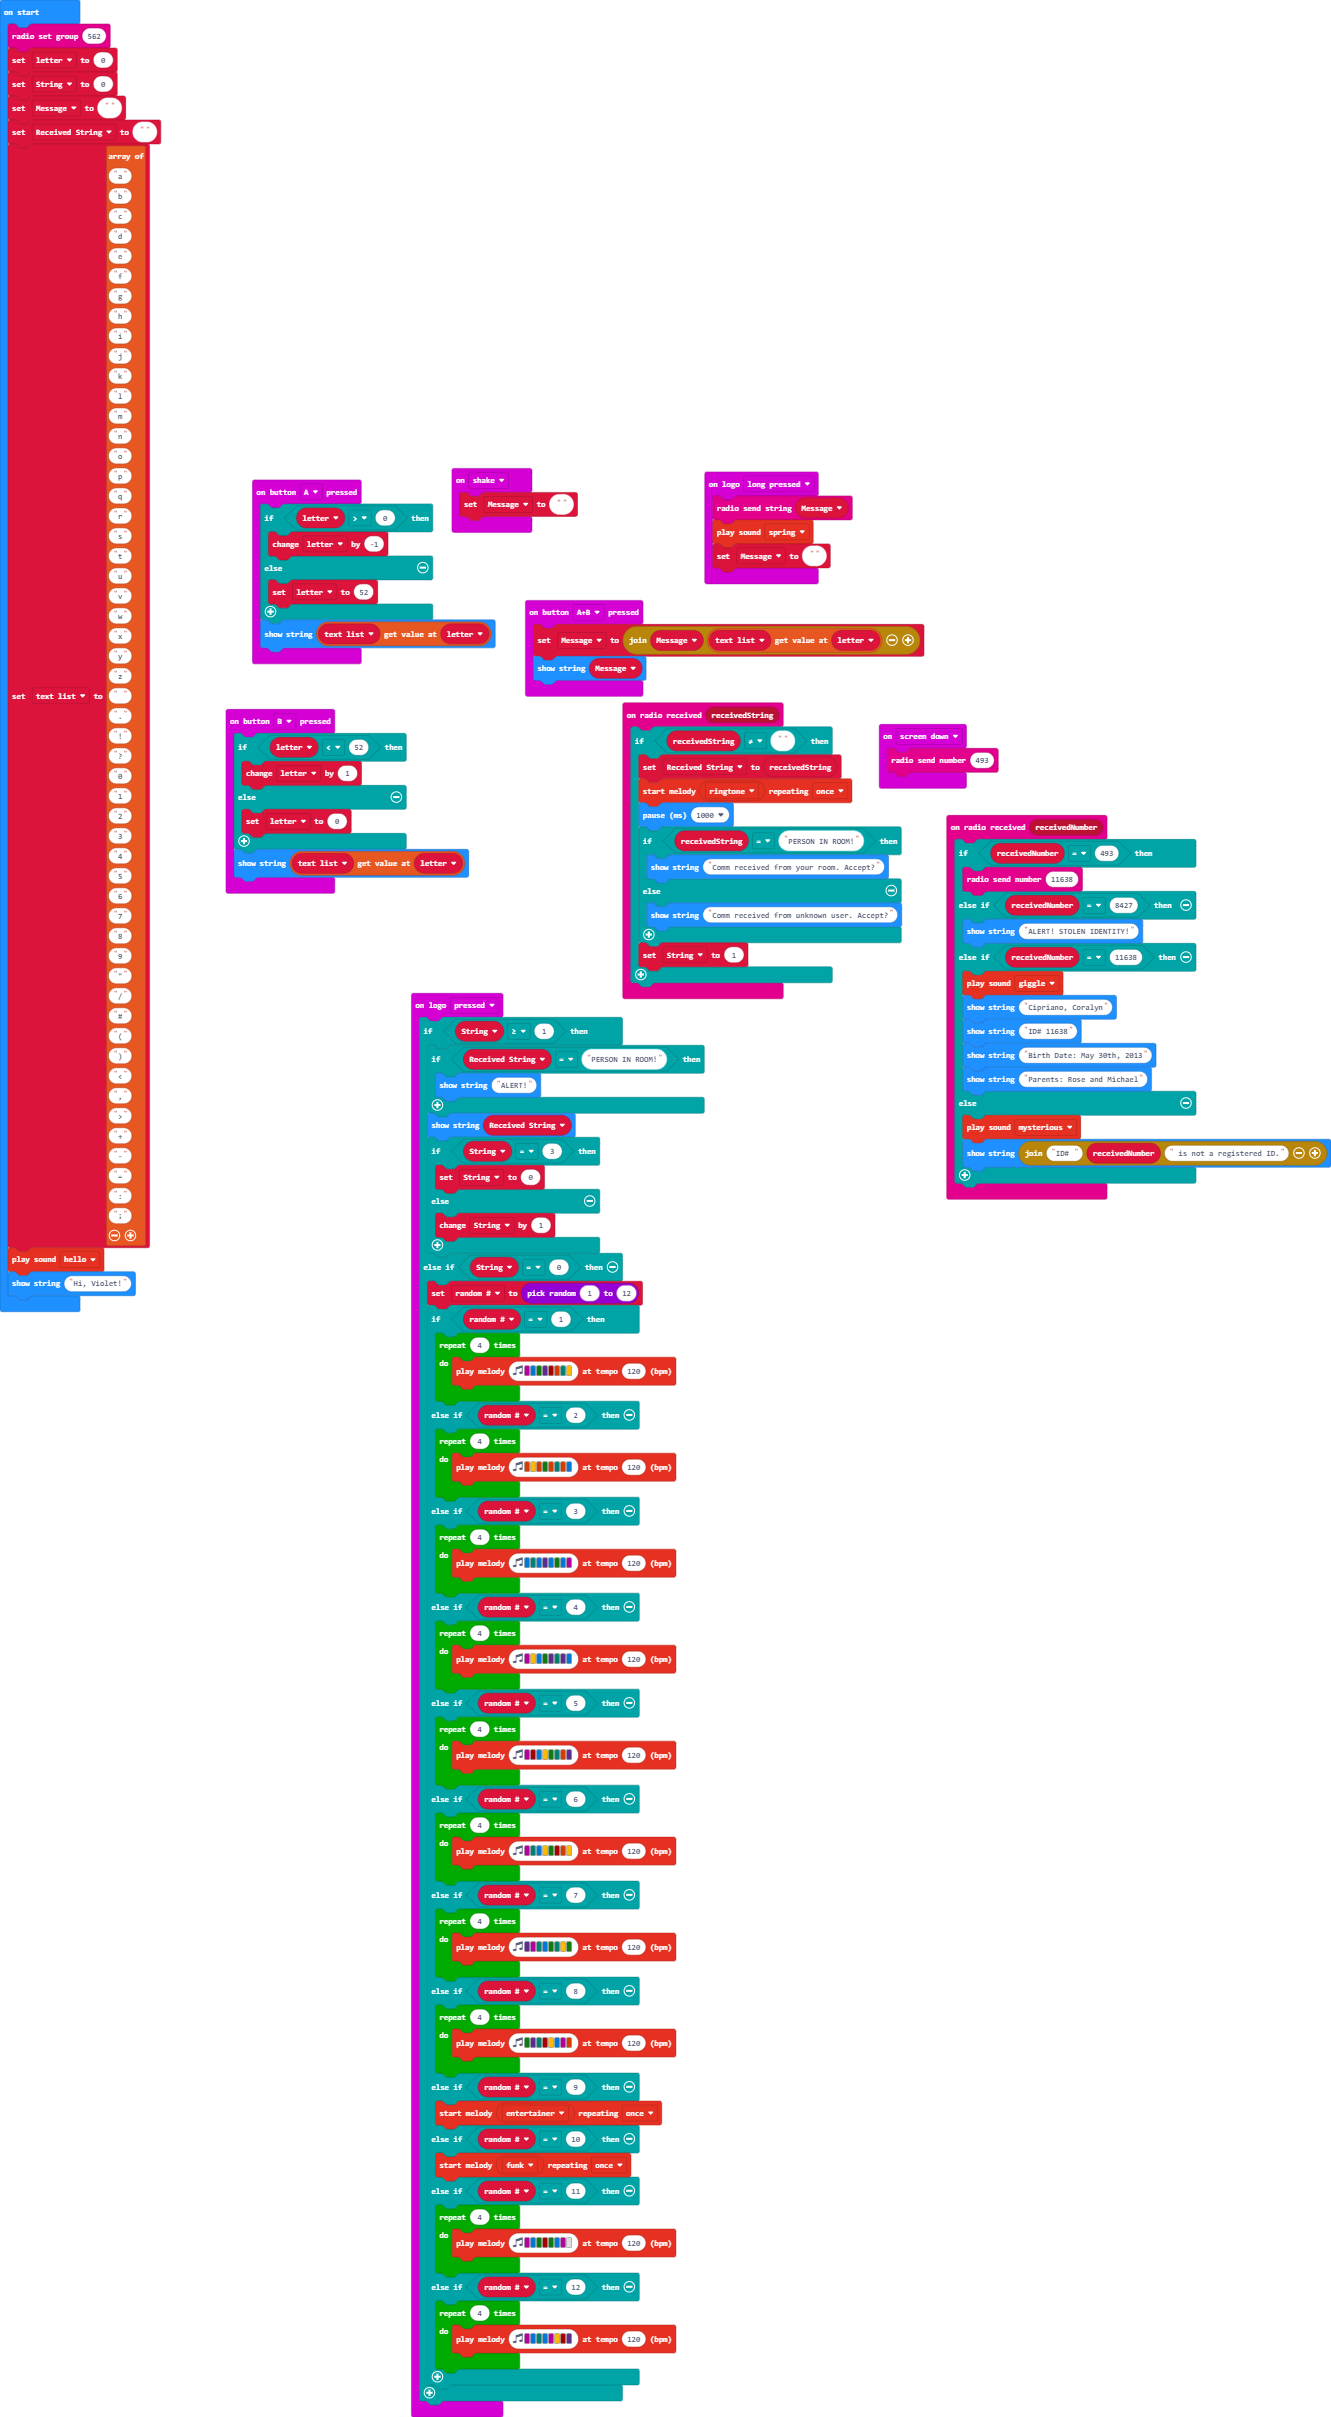 on start
radio set group 562
set letter to 0
set String to 0
set Message to " "
set Received String to " "
set text list to array of
"a"
"b"
"c"
"d"
"e"
"f"
"g"
"h"
"i"
"j"
"k"
"l"
"m"
"n"
"o"
"p"
"q"
"r"
"s"
"t"
"u"
"v"
"w"
"x"
"y"
"z"
" "
"."
"!"
"?"
"0"
"1"
"2"
"3"
"4"
"5"
"6"
"7"
"8"
"9"
"""
"/"
"#"
"("
")"
"<"
","
">"
"+"
"-"
"="
":"
";"
play sound hello
show string "Hi, Violet!"
on button A pressed
if letter > 0 then
change letter by -1
else
set letter to 52
show string text list get value at letter
on shake
set Message to " "
on logo long pressed
radio send string Message
play sound spring
set Message to " "
on button A+B pressed
set Message to join Message text list get value at letter
show string Message
on button B pressed
if letter < 52 then
change letter by 1
else
set letter to 0
show string text list get value at letter
on radio received receivedString
if receivedString ≠ " " then
set Received String to receivedString
start melody ringtone repeating once
pause (ms) 1000
if receivedString = "PERSON IN ROOM!" then
show string "Comm received from your room. Accept?"
else
show string "Comm received from unknown user. Accept?"
set String to 1
on screen down
radio send number 493
on radio received receivedNumber
if receivedNumber = 493 then
radio send number 11638
else if receivedNumber = 8427 then
show string "ALERT! STOLEN IDENTITY!"
else if receivedNumber = 11638 then
play sound giggle
show string "Cipriano, Coralyn"
show string "ID# 11638"
show string "Birth Date: May 30th, 2013"
show string "Parents: Rose and Michael"
else
play sound mysterious
show string join "ID# " receivedNumber " is not a registered ID."
on logo pressed
if String ≥ 1 then
if Received String = "PERSON IN ROOM!" then
show string "ALERT!"
show string Received String
if String = 3 then
set String to 0
else
change String by 1
else if String = 0 then
set random # to pick random 1 to 12
if random # = 1 then
repeat 4 times
do play melody at tempo 120 (bpm)
else if random # = 2 then
repeat 4 times
do play melody at tempo 120 (bpm)
else if random # = 3 then
repeat 4 times
do play melody at tempo 120 (bpm)
else if random # = 4 then
repeat 4 times
do play melody at tempo 120 (bpm)
else if random # = 5 then
repeat 4 times
do play melody at tempo 120 (bpm)
else if random # = 6 then
repeat 4 times
do play melody at tempo 120 (bpm)
else if random # = 7 then
repeat 4 times
do play melody at tempo 120 (bpm)
else if random # = 8 then
repeat 4 times
do play melody at tempo 120 (bpm)
else if random # = 9 then
start melody entertainer repeating once
else if random # = 10 then
start melody funk repeating once
else if random # = 11 then
repeat 4 times
do play melody at tempo 120 (bpm)
else if random # = 12 then
repeat 4 times
do play melody at tempo 120 (bpm)